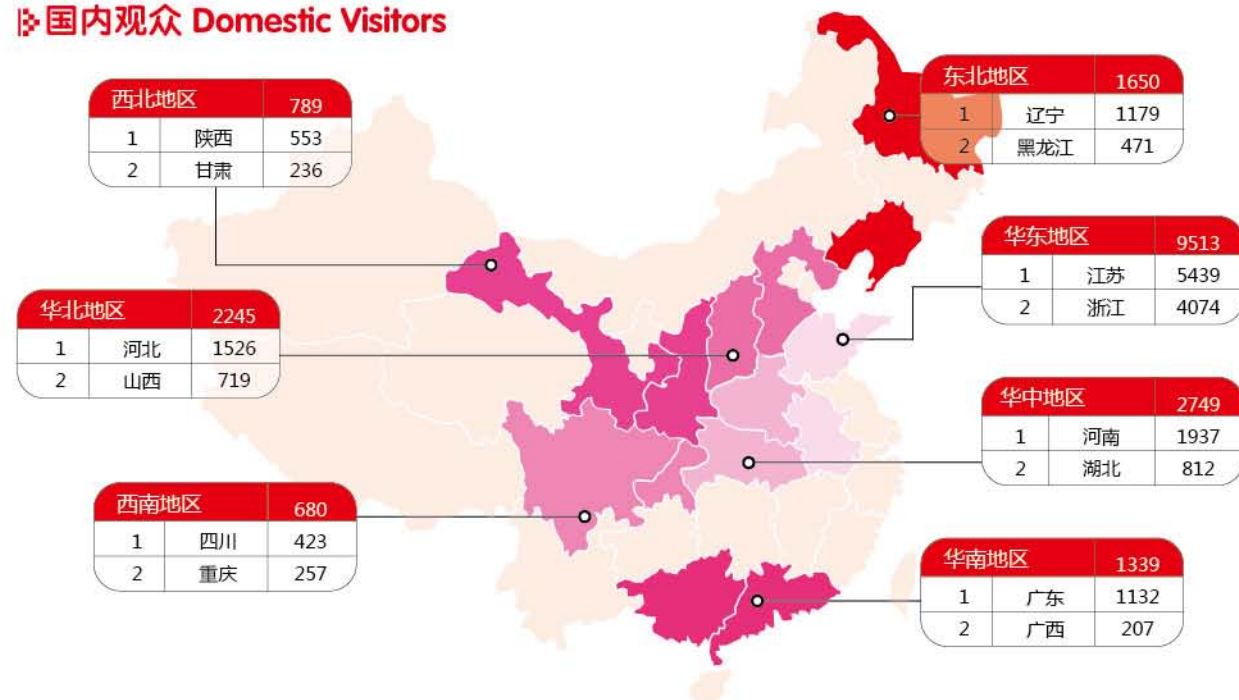 国内观众 Domestic Visitors
西北地区 789
1 陕西 553
2 甘肃 236
东北地区 1650
1 辽宁 1179
2 黑龙江 471
华东地区 9513
1 江苏 5439
2 浙江 4074
华北地区 2245
1 河北 1526
2 山西 719
华中地区 2749
1 河南 1937
2 湖北 812
西南地区 680
1 四川 423
2 重庆 257
华南地区 1339
1 广东 1132
2 广西 207